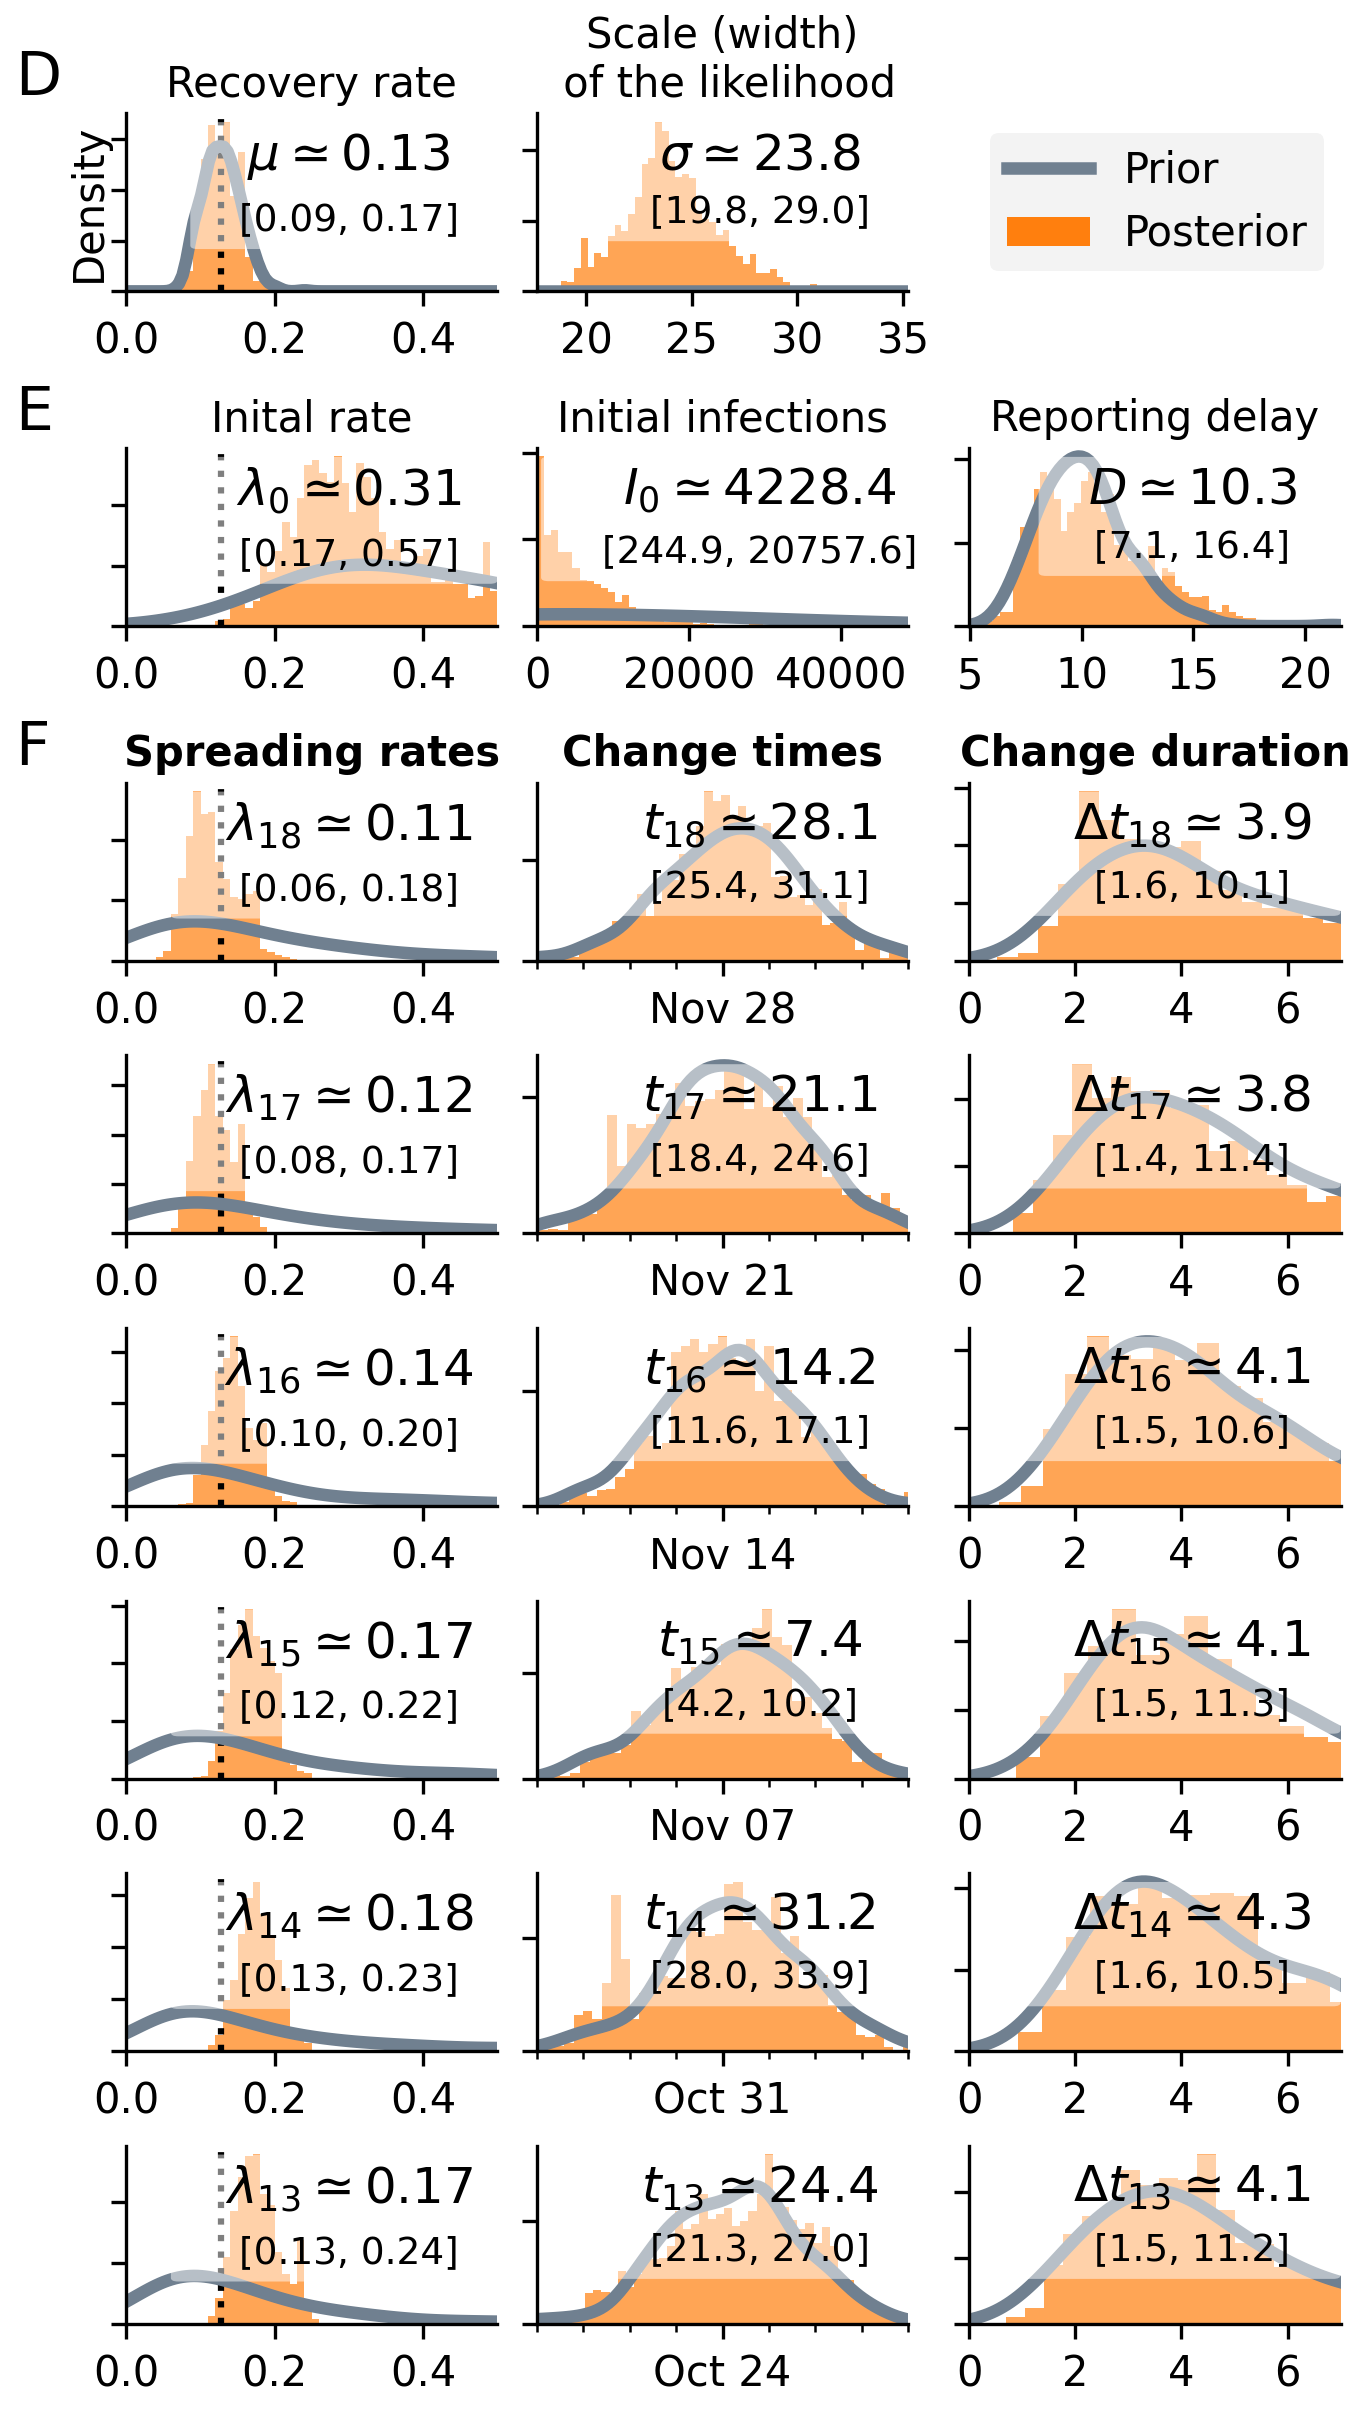 D
Recovery rate
Scale (width)
of the likelihood
Density
μ ≃ 0.13
[0.09, 0.17]
0.0 0.2 0.4
σ ≃ 23.8
[19.8, 29.0]
20 25 30 35
Prior
Posterior
E
Inital rate
Initial infections
Reporting delay
λ0 ≃ 0.31
[0.17, 0.57]
0.0 0.2 0.4
I0 ≃ 4228.4
[244.9, 20757.6]
0 20000 40000
D ≃ 10.3
[7.1, 16.4]
5 10 15 20
F
Spreading rates
Change times
Change duration
λ18 ≃ 0.11
[0.06, 0.18]
0.0 0.2 0.4
t18 ≃ 28.1
[25.4, 31.1]
Nov 28
Δt18 ≃ 3.9
[1.6, 10.1]
0 2 4 6
λ17 ≃ 0.12
[0.08, 0.17]
0.0 0.2 0.4
t17 ≃ 21.1
[18.4, 24.6]
Nov 21
Δt17 ≃ 3.8
[1.4, 11.4]
0 2 4 6
λ16 ≃ 0.14
[0.10, 0.20]
0.0 0.2 0.4
t16 ≃ 14.2
[11.6, 17.1]
Nov 14
Δt16 ≃ 4.1
[1.5, 10.6]
0 2 4 6
λ15 ≃ 0.17
[0.12, 0.22]
0.0 0.2 0.4
t15 ≃ 7.4
[4.2, 10.2]
Nov 07
Δt15 ≃ 4.1
[1.5, 11.3]
0 2 4 6
λ14 ≃ 0.18
[0.13, 0.23]
0.0 0.2 0.4
t14 ≃ 31.2
[28.0, 33.9]
Oct 31
Δt14 ≃ 4.3
[1.6, 10.5]
0 2 4 6
λ13 ≃ 0.17
[0.13, 0.24]
0.0 0.2 0.4
t13 ≃ 24.4
[21.3, 27.0]
Oct 24
Δt13 ≃ 4.1
[1.5, 11.2]
0 2 4 6